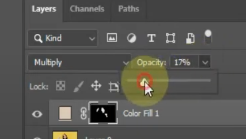 Layers Channels Paths
Kind
Multiply Opacity: 17%
Lock:
Color Fill 1